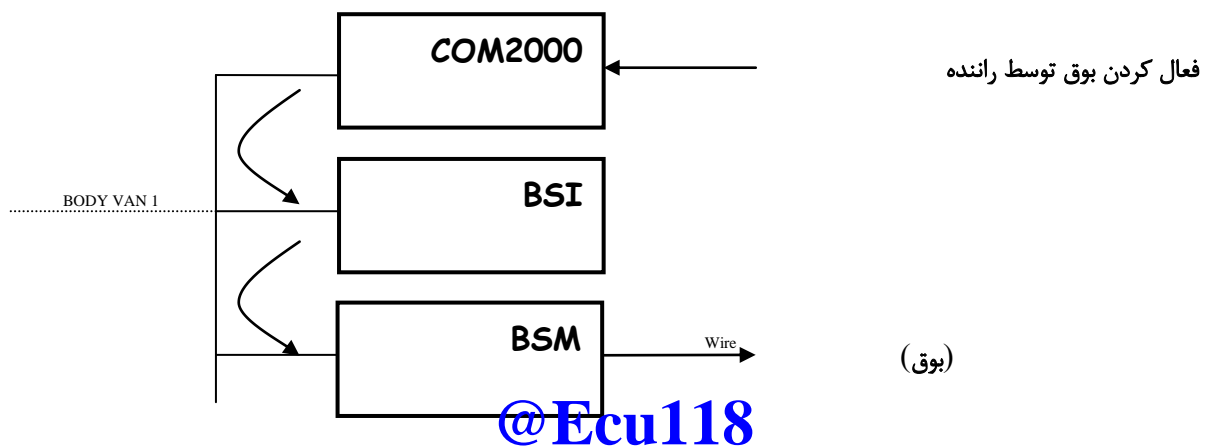 COM2000
فعال کردن بوق توسط راننده
BODY VAN 1
BSI
BSM
Wire
(بوق)
@Ecu118